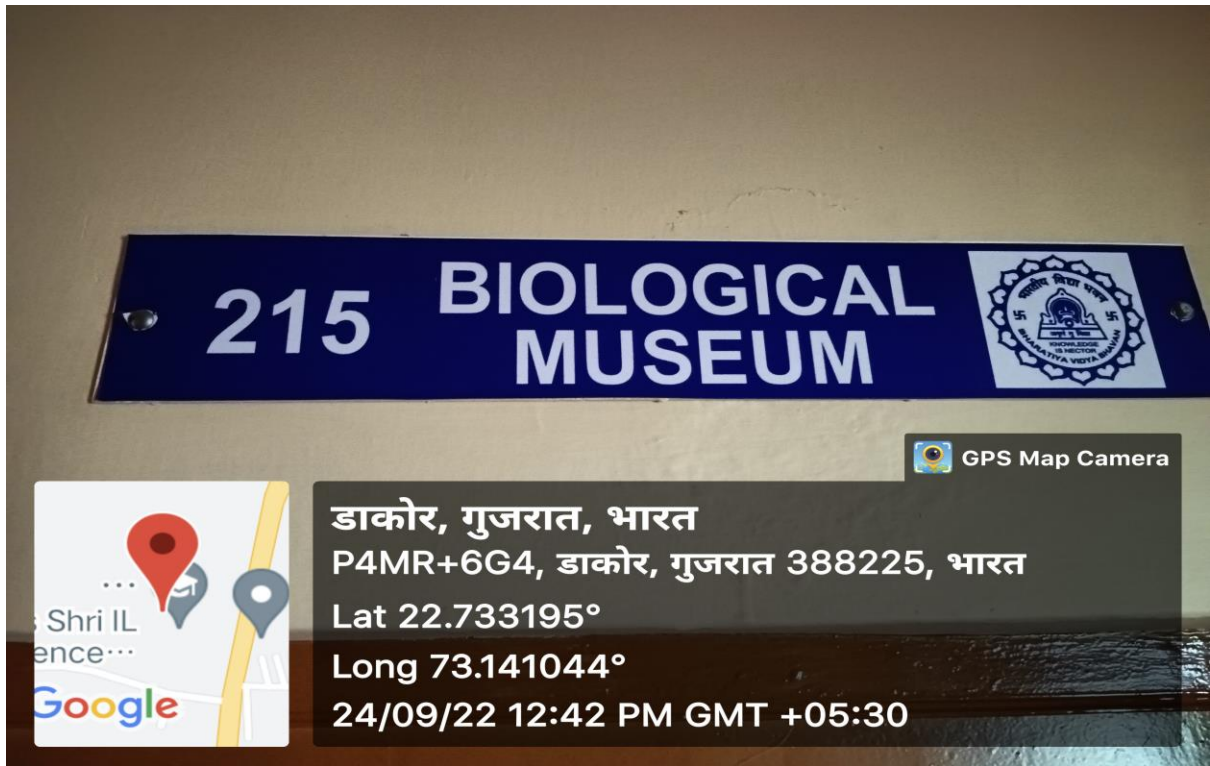 215
BIOLOGICAL
MUSEUM
भारतीय विद्या भवन
KNOWLEDGE
IS NECTOR
BHARATIYA VIDYA BHAVAN
GPS Map Camera
डाकोर, गुजरात, भारत
P4MR+6G4, डाकोर, गुजरात 388225, भारत
Lat 22.733195°
Long 73.141044°
24/09/22 12:42 PM GMT +05:30
Shri IL
ence...
Google